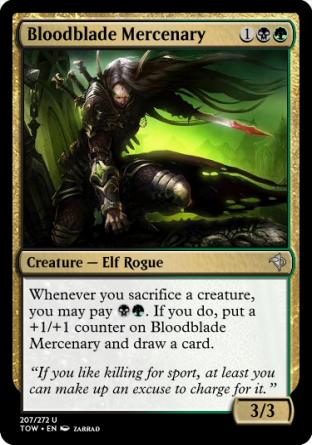 Bloodblade Mercenary 1
Creature — Elf Rogue
Whenever you sacrifice a creature,
you may pay . If you do, put a
+1/+1 counter on Bloodblade
Mercenary and draw a card.
“If you like killing for sport, at least you
can make up an excuse to charge for it.”
3/3
207/272 U
TOW • EN ZARRAD